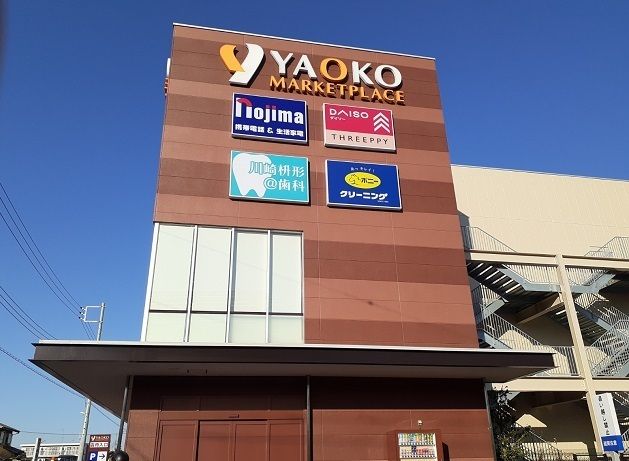 YAOKO
MARKETPLACE
nojima
携帯電話 & 生活家電
DAISO
ダイソー
THREEPPY
川崎枡形
@歯科
ポニー
クリーニング
YAOKO
P